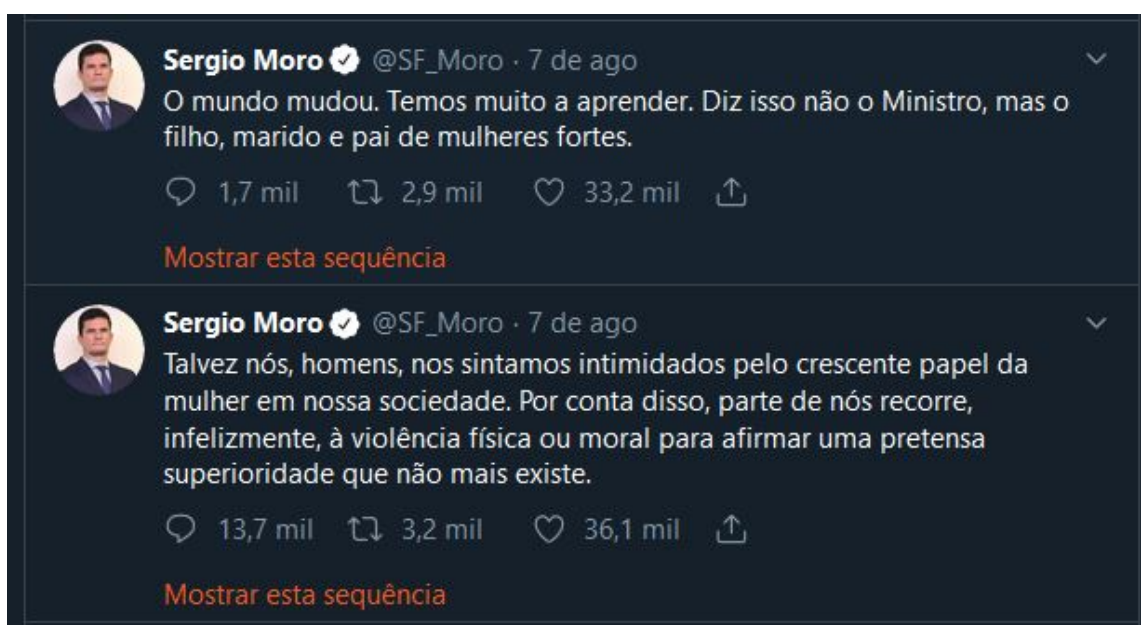 Sergio Moro @SF_Moro · 7 de ago
O mundo mudou. Temos muito a aprender. Diz isso não o Ministro, mas o
filho, marido e pai de mulheres fortes.
1,7 mil 2,9 mil 33,2 mil
Mostrar esta sequência
Sergio Moro @SF_Moro · 7 de ago
Talvez nós, homens, nos sintamos intimidados pelo crescente papel da
mulher em nossa sociedade. Por conta disso, parte de nós recorre,
infelizmente, à violência física ou moral para afirmar uma pretensa
superioridade que não mais existe.
13,7 mil 3,2 mil 36,1 mil
Mostrar esta sequência